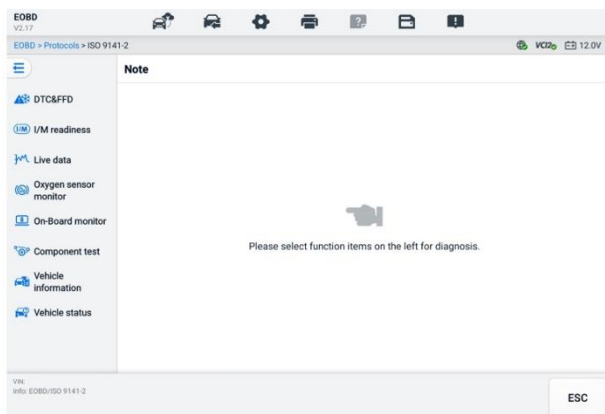 EOBD
V2.17
EOBD > Protocols > ISO 9141-2
VCI2
12.0V
Note
DTC&FFD
I/M
I/M readiness
Live data
Oxygen sensor
monitor
On-Board monitor
Component test
Vehicle
information
Vehicle status
Please select function items on the left for diagnosis.
VIN:
Info: EOBD/ISO 9141-2
ESC